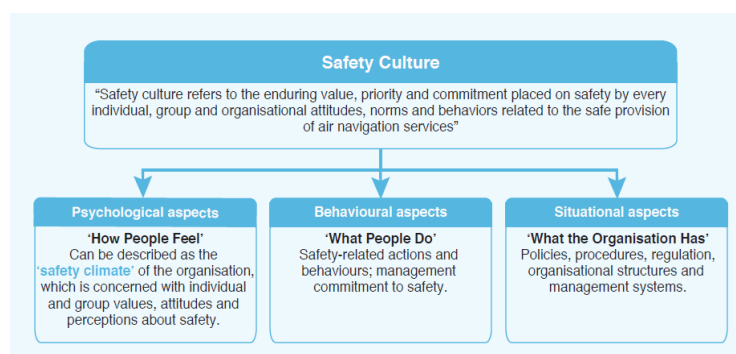 Safety Culture
“Safety culture refers to the enduring value, priority and commitment placed on safety by every
individual, group and organisational attitudes, norms and behaviors related to the safe provision
of air navigation services”
Psychological aspects
‘How People Feel’
Can be described as the
‘safety climate’ of the organisation,
which is concerned with individual
and group values, attitudes and
perceptions about safety.
Behavioural aspects
‘What People Do’
Safety-related actions and
behaviours; management
commitment to safety.
Situational aspects
‘What the Organisation Has’
Policies, procedures, regulation,
organisational structures and
management systems.